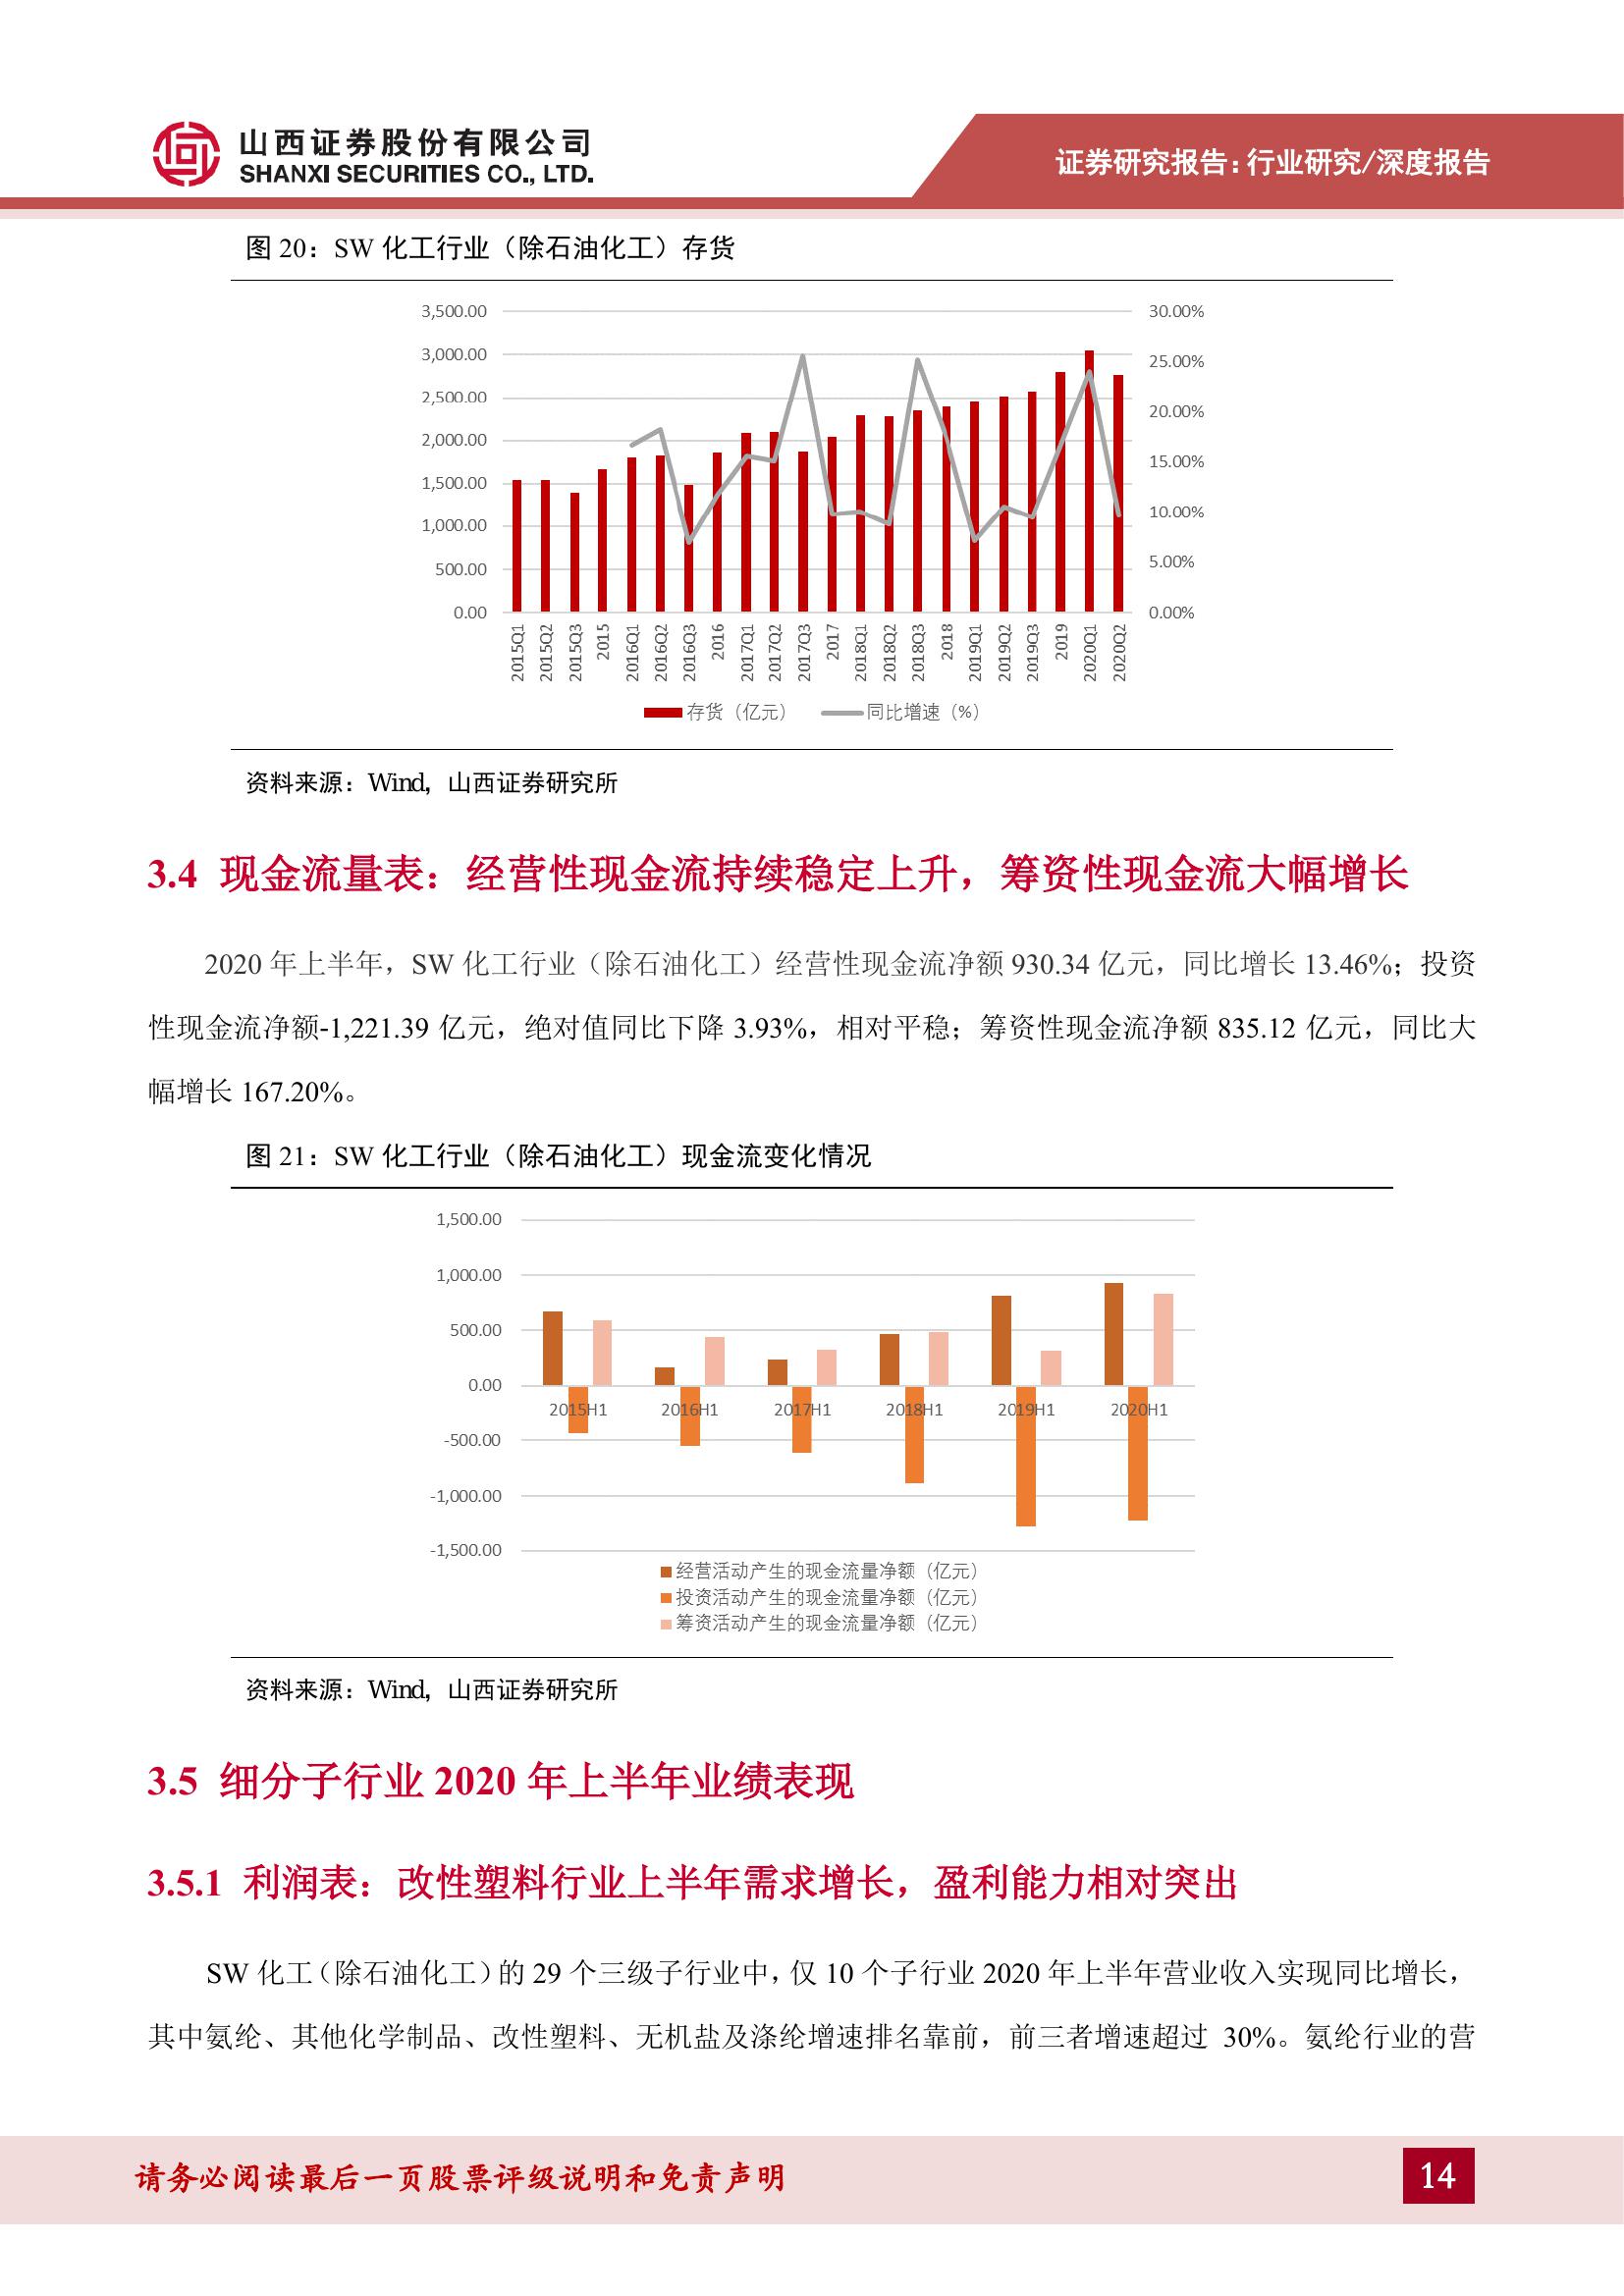 山西证券股份有限公司
SHANXI SECURITIES CO., LTD.
证券研究报告：行业研究/深度报告
图 20：SW 化工行业（除石油化工）存货
3,500.00
3,000.00
2,500.00
2,000.00
1,500.00
1,000.00
500.00
0.00
30.00%
25.00%
20.00%
15.00%
10.00%
5.00%
0.00%
2015Q1
2015Q2
2015Q3
2015
2016Q1
2016Q2
2016Q3
2016
2017Q1
2017Q2
2017Q3
2017
2018Q1
2018Q2
2018Q3
2018
2019Q1
2019Q2
2019Q3
2019
2020Q1
2020Q2
存货（亿元） 同比增速（%）
资料来源：Wind，山西证券研究所
3.4 现金流量表：经营性现金流持续稳定上升，筹资性现金流大幅增长
2020 年上半年，SW 化工行业（除石油化工）经营性现金流净额 930.34 亿元，同比增长 13.46%；投资
性现金流净额-1,221.39 亿元，绝对值同比下降 3.93%，相对平稳；筹资性现金流净额 835.12 亿元，同比大
幅增长 167.20%。
图 21：SW 化工行业（除石油化工）现金流变化情况
1,500.00
1,000.00
500.00
0.00
-500.00
-1,000.00
-1,500.00
2015H1 2016H1 2017H1 2018H1 2019H1 2020H1
经营活动产生的现金流量净额（亿元）
投资活动产生的现金流量净额（亿元）
筹资活动产生的现金流量净额（亿元）
资料来源：Wind，山西证券研究所
3.5 细分子行业 2020 年上半年业绩表现
3.5.1 利润表：改性塑料行业上半年需求增长，盈利能力相对突出
SW 化工（除石油化工）的 29 个三级子行业中，仅 10 个子行业 2020 年上半年营业收入实现同比增长，
其中氨纶、其他化学制品、改性塑料、无机盐及涤纶增速排名靠前，前三者增速超过 30%。氨纶行业的营
请务必阅读最后一页股票评级说明和免责声明
14